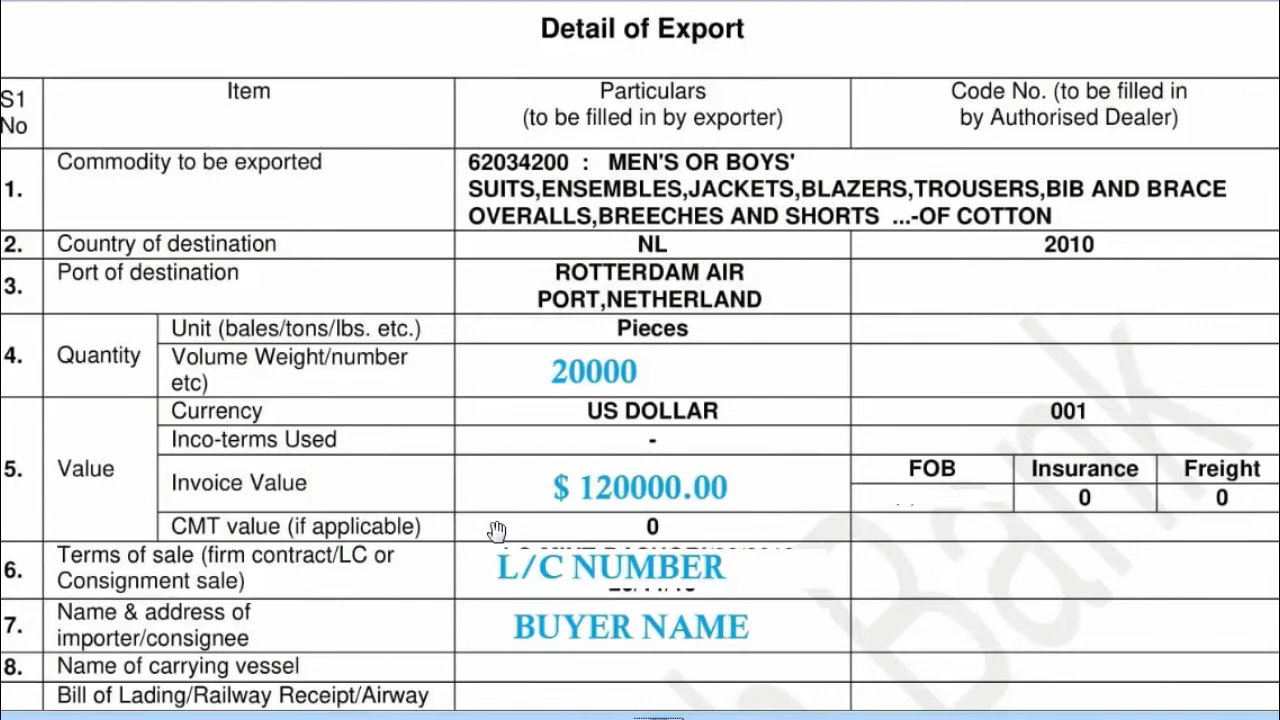 Detail of Export
S1
No
Item
Particulars
(to be filled in by exporter)
Code No. (to be filled in
by Authorised Dealer)
1.
Commodity to be exported
62034200 : MEN'S OR BOYS'
SUITS,ENSEMBLES,JACKETS,BLAZERS,TROUSERS,BIB AND BRACE
OVERALLS,BREECHES AND SHORTS ...-OF COTTON
2.
Country of destination
NL
2010
3.
Port of destination
ROTTERDAM AIR
PORT,NETHERLAND
4.
Quantity
Unit (bales/tons/lbs. etc.)
Pieces
Volume Weight/number
etc)
20000
5.
Value
Currency
US DOLLAR
001
Inco-terms Used
-
Invoice Value
$ 120000.00
FOB
Insurance
Freight
0
0
CMT value (if applicable)
0
6.
Terms of sale (firm contract/LC or
Consignment sale)
L/C NUMBER
7.
Name & address of
importer/consignee
BUYER NAME
8.
Name of carrying vessel
Bill of Lading/Railway Receipt/Airway
Bank